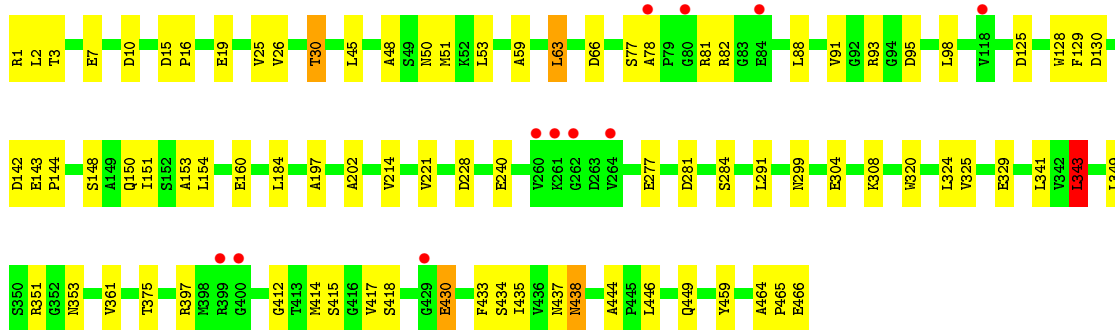 R1 L2 T3 E7 D10 D15 P16 E19 V25 V26 T30 L45 A48 S49 N50 M51 K52 L53 A59 L63 D66 S77 A78 P79 G80 R81 R82 G83 E84 L88 V91 G92 R93 G94 D95 L98 V118 D125 W128 F129 D130
D142 E143 P144 S148 A149 Q150 I151 S152 A153 L154 E160 L184 A197 A202 V214 V221 D228 E240 V260 K261 G262 D263 V264 E277 D281 S284 L291 N299 E304 K308 W320 L324 V325 E329 L341 V342 L343 L349
S350 R351 G352 N353 V361 T375 R397 M398 R399 G400 G412 T413 M414 S415 G416 V417 S418 G429 E430 F433 S434 I435 V436 N437 N438 A444 P445 L446 Q449 Y459 A464 P465 E466